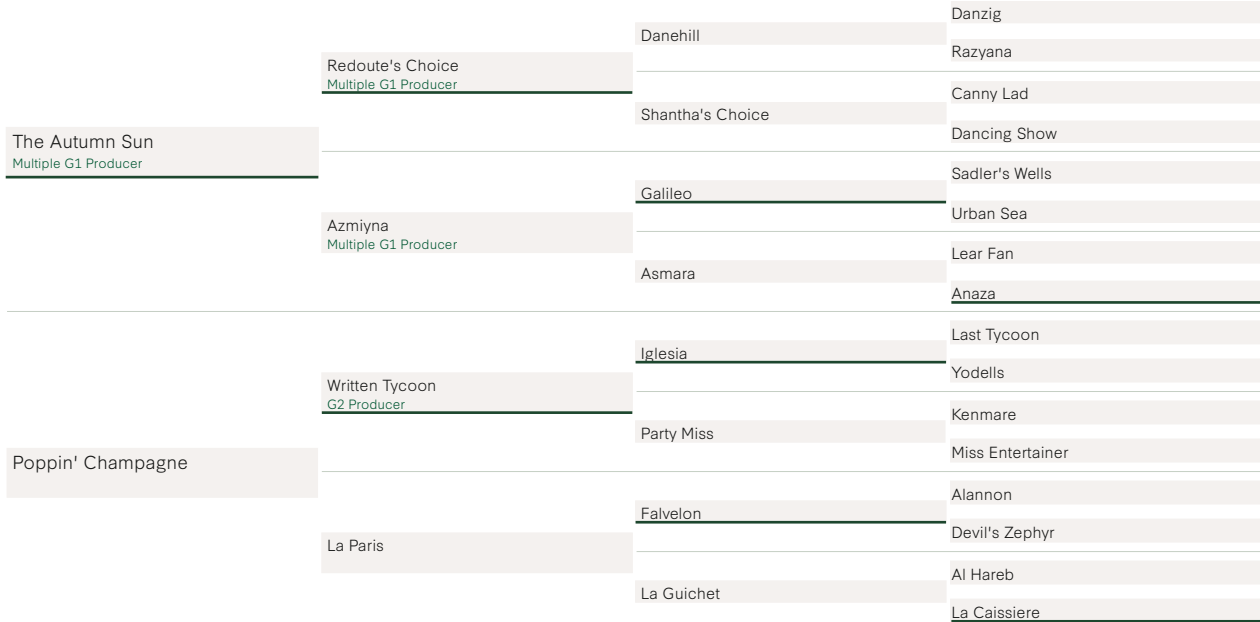 The Autumn Sun
Multiple G1 Producer
Poppin' Champagne
Redoute's Choice
Multiple G1 Producer
Azmiyna
Multiple G1 Producer
Written Tycoon
G2 Producer
La Paris
Danehill
Shantha's Choice
Galileo
Asmara
Iglesia
Party Miss
Falvelon
La Guichet
Danzig
Razyana
Canny Lad
Dancing Show
Sadler's Wells
Urban Sea
Lear Fan
Anaza
Last Tycoon
Yodells
Kenmare
Miss Entertainer
Alannon
Devil's Zephyr
Al Hareb
La Caissiere